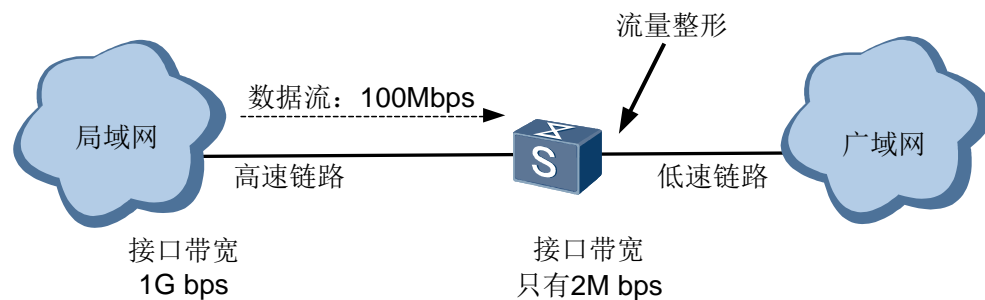 流量整形
数据流：100Mbps
局域网
S
广域网
高速链路
低速链路
接口带宽
1G bps
接口带宽
只有2M bps